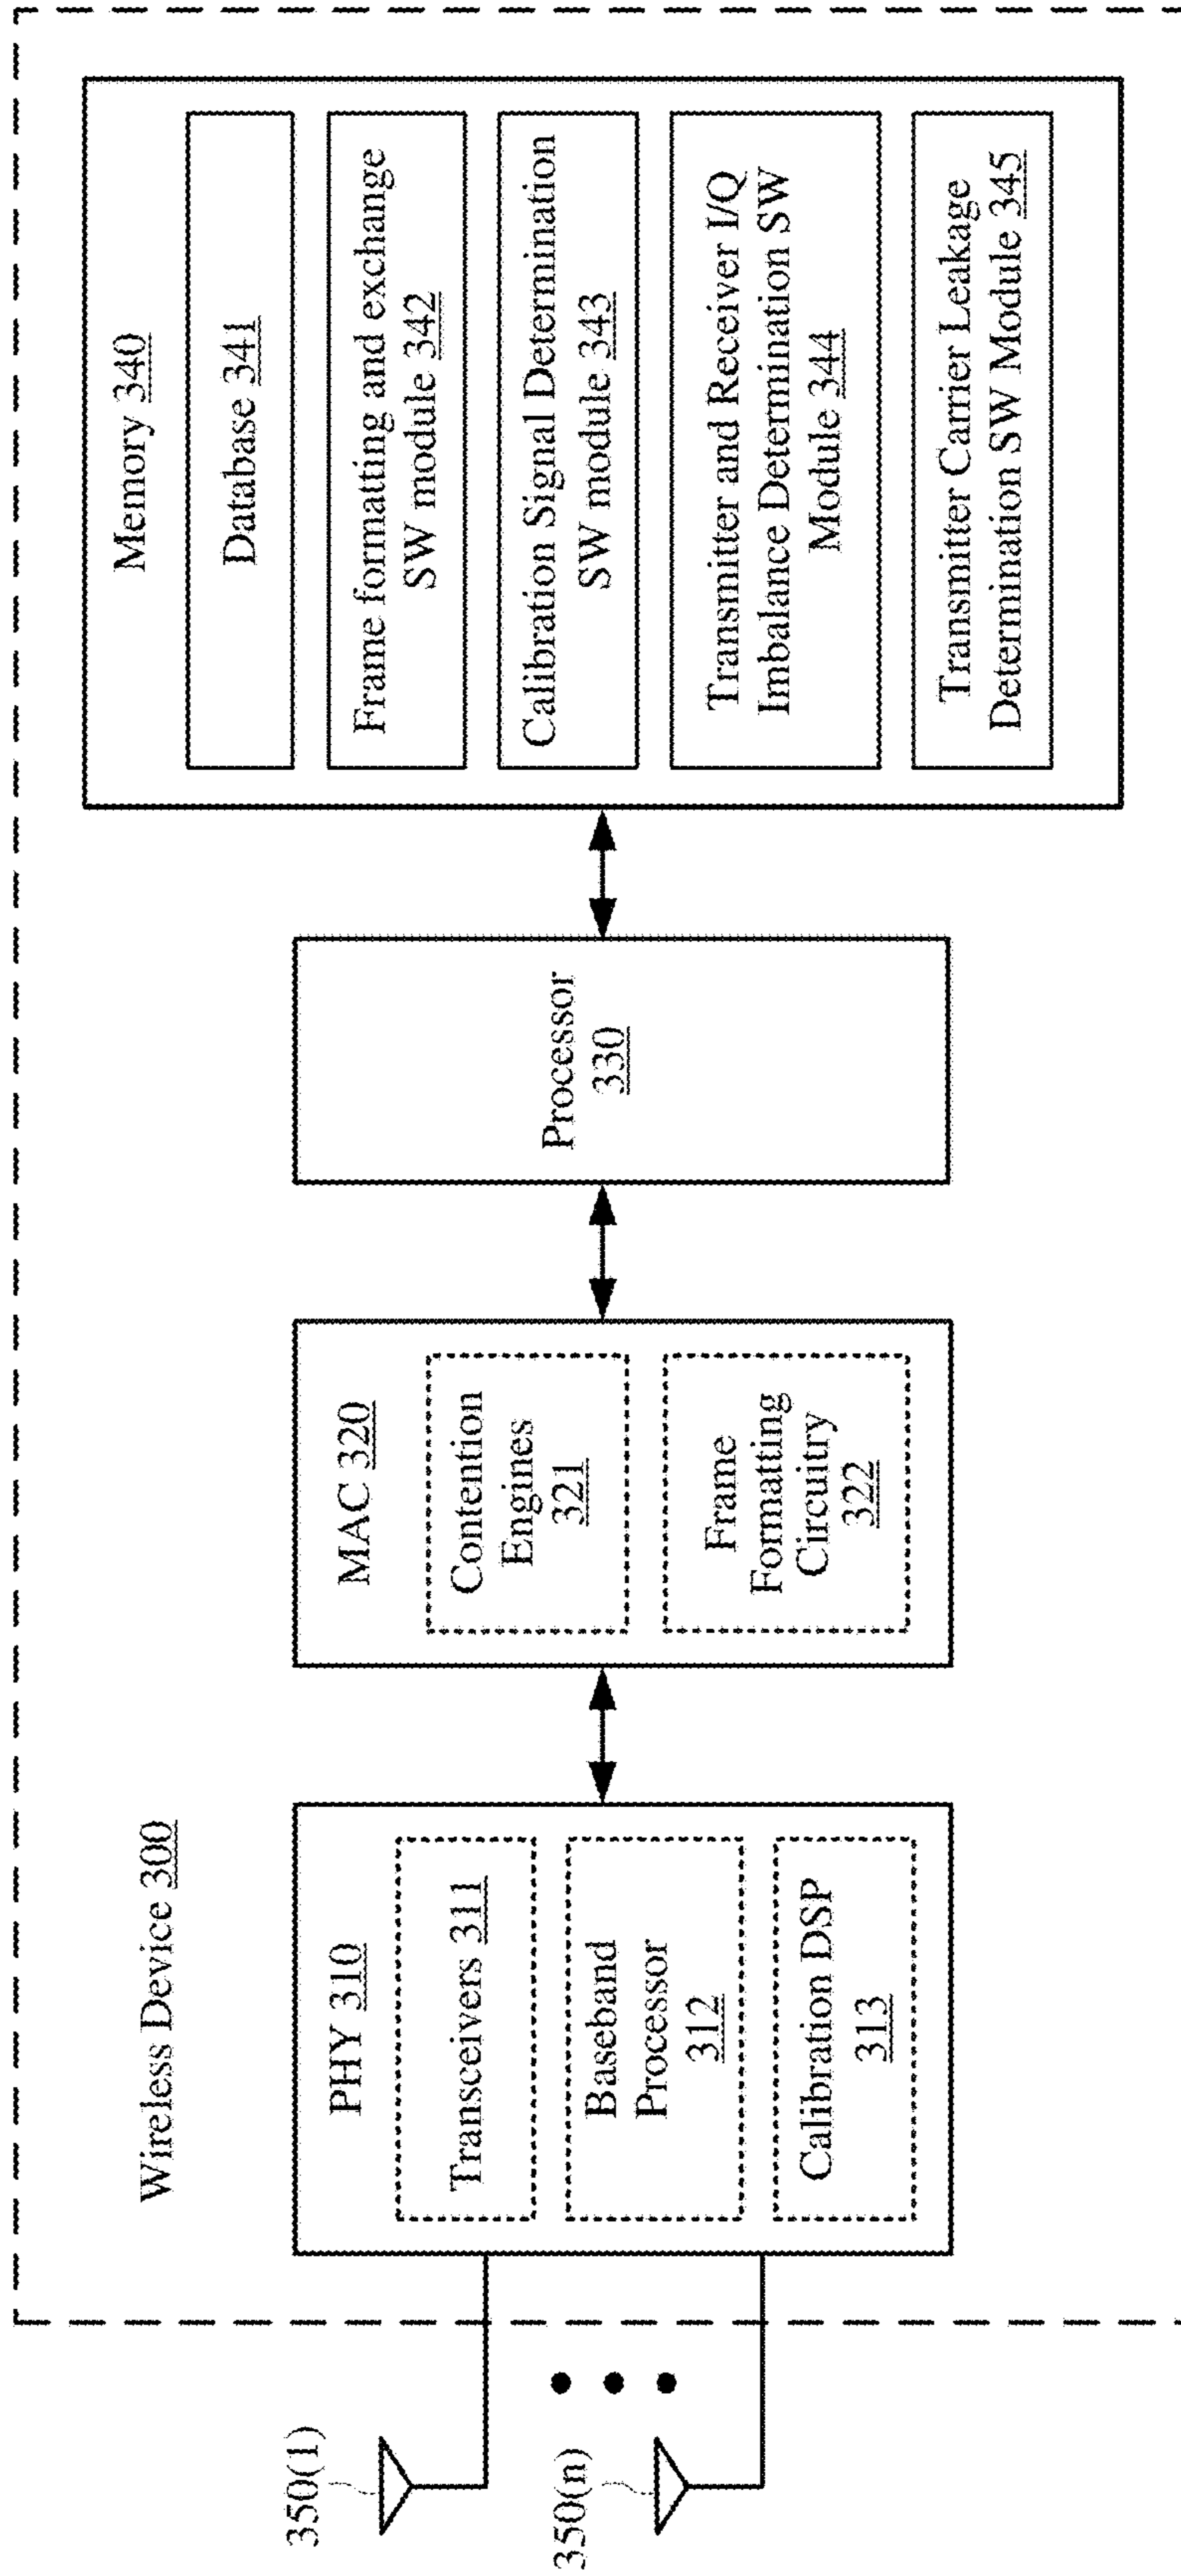 Wireless Device 300
350(1)
350(n)
PHY 310
Transceivers 311
Baseband
Processor
312
Calibration DSP
313
MAC 320
Contention
Engines
321
Frame
Formatting
Circuitry
322
Processor
330
Memory 340
Database 341
Frame formatting and exchange
SW module 342
Calibration Signal Determination
SW module 343
Transmitter and Receiver I/Q
Imbalance Determination SW
Module 344
Transmitter Carrier Leakage
Determination SW Module 345